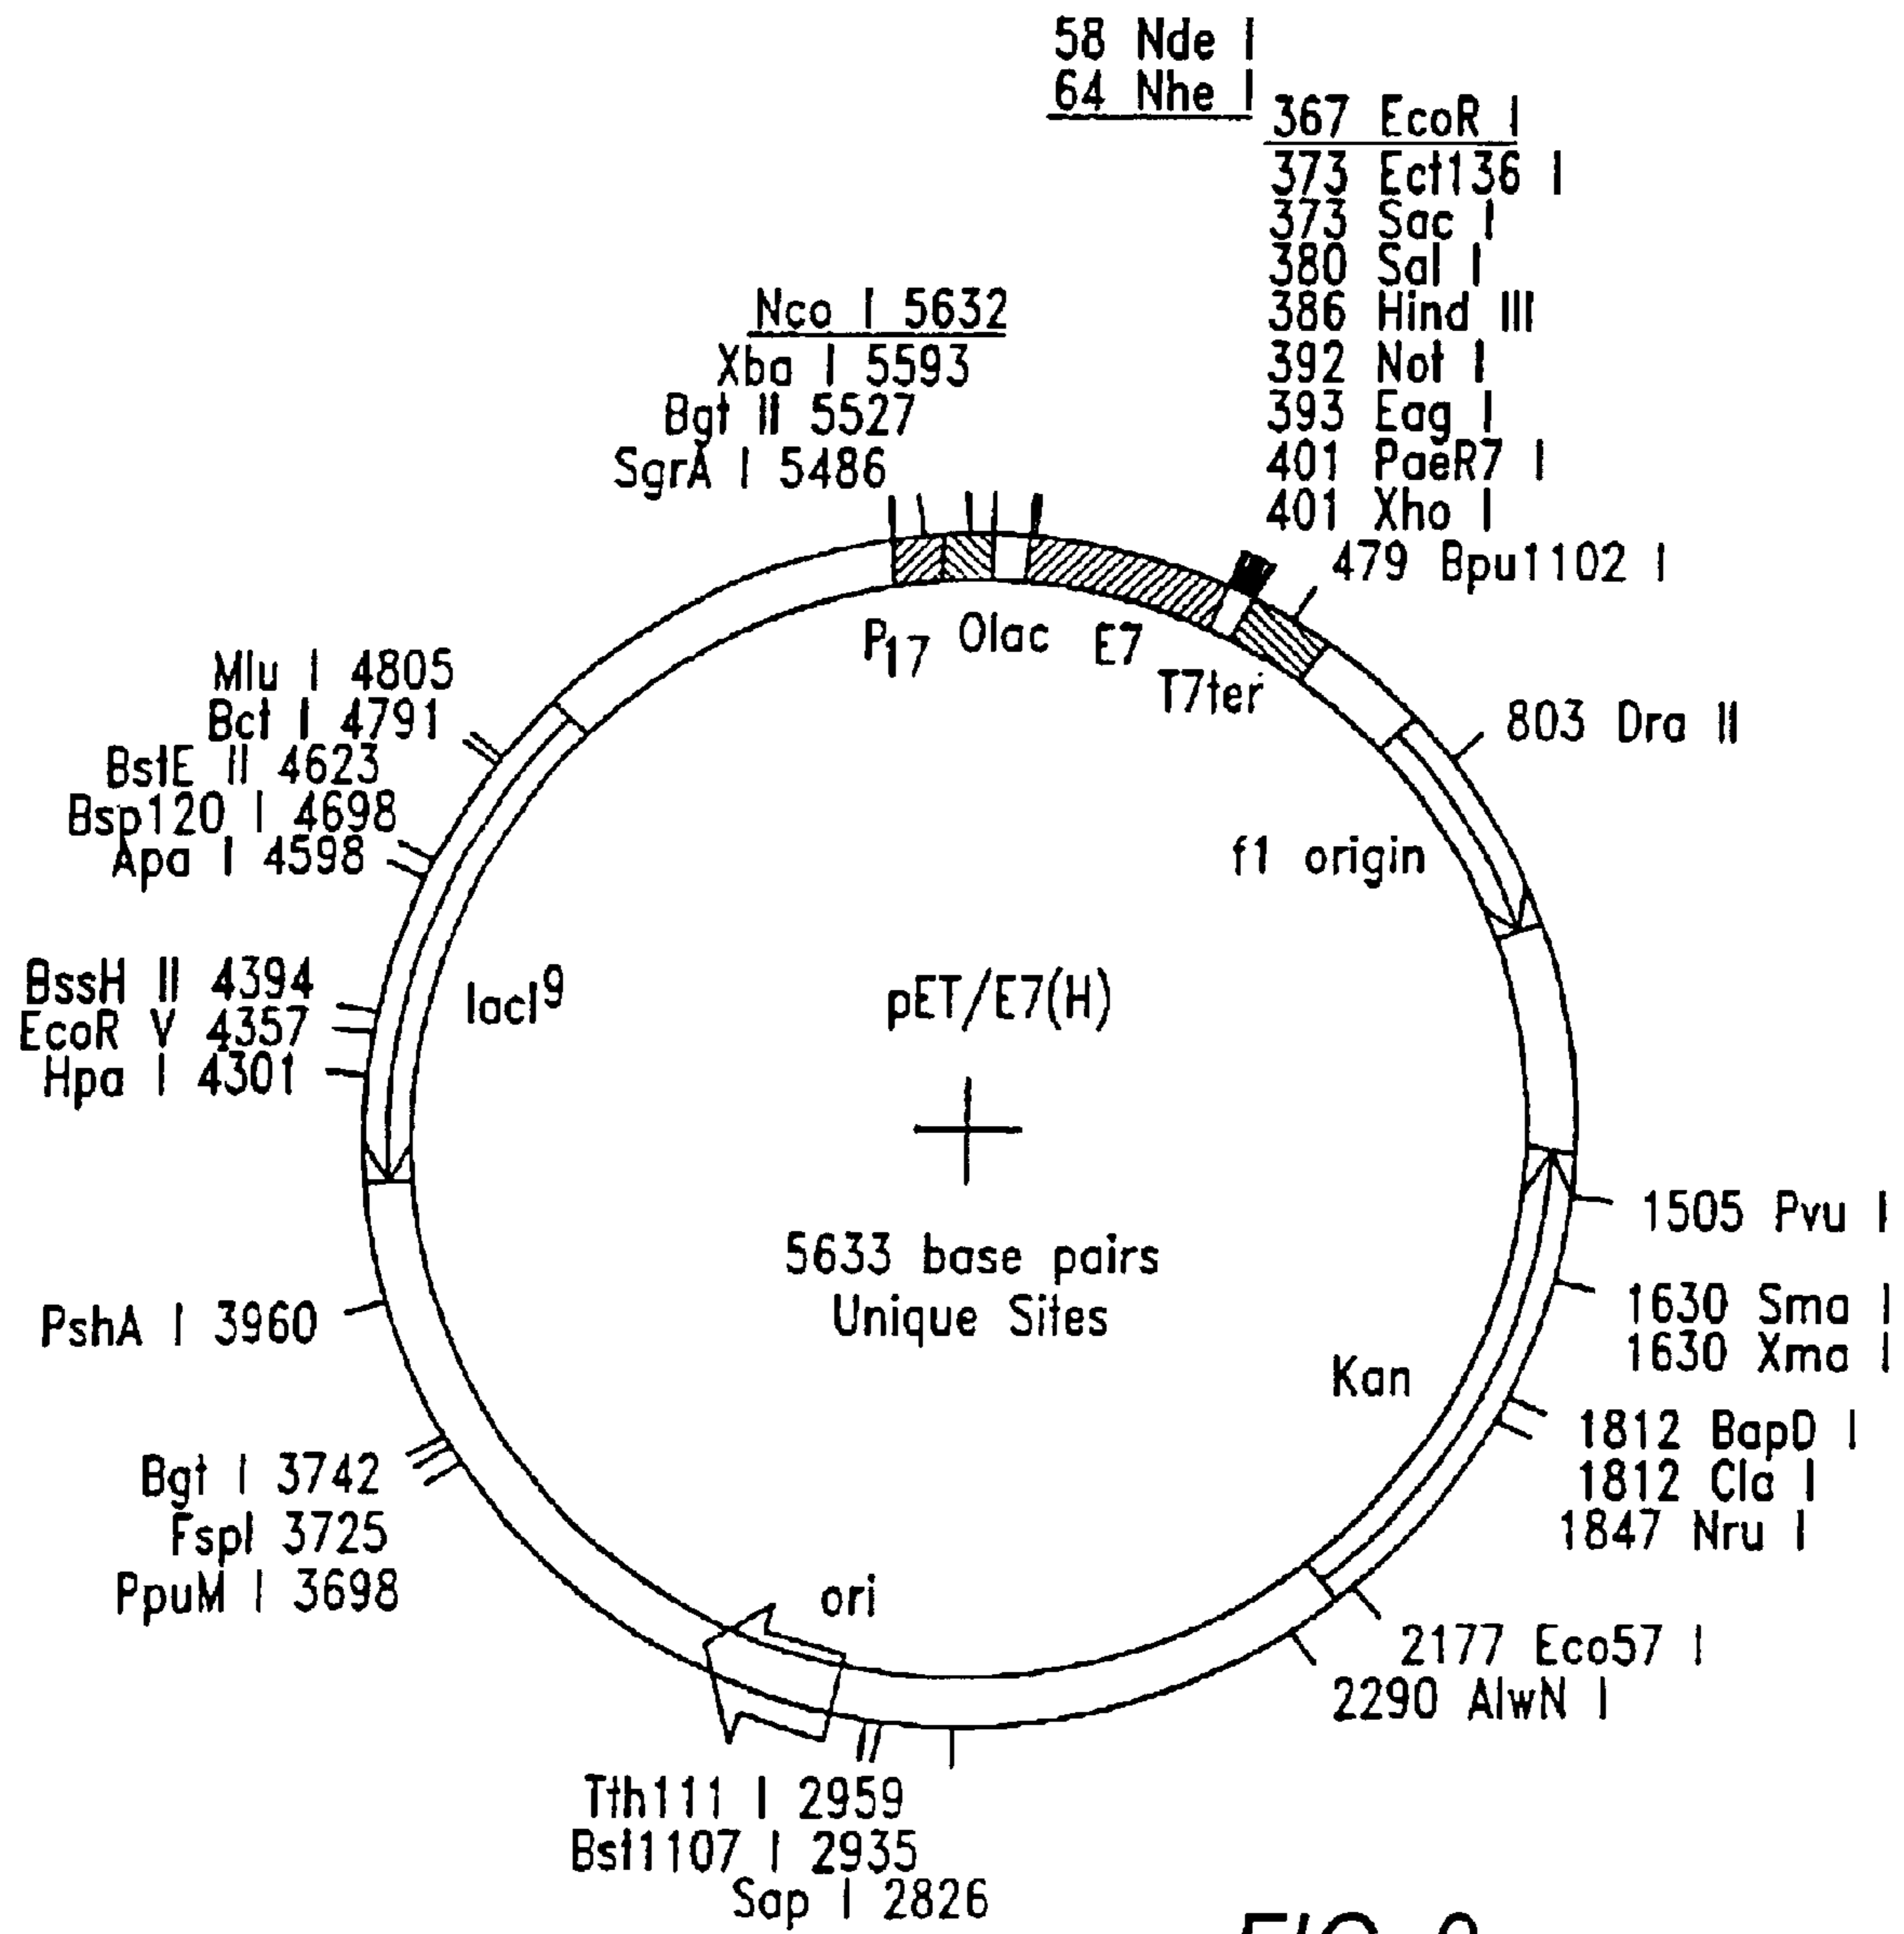 58 Nde I
64 Nhe I
367 EcoR I
373 Ect136 I
373 Sac I
380 Sal I
386 Hind III
392 Not I
393 Eag I
401 PaeR7 I
401 Xho I
479 Bpu1102 I
Nco I 5632
Xba I 5593
Bgt II 5527
SgrA I 5486
P17
Olac
E7
T7ter
Mlu I 4805
Bct I 4791
BstE II 4623
Bsp120 I 4698
Apa I 4598
803 Dra II
f1 origin
BssH II 4394
EcoR V 4357
Hpa I 4301
lacI9
pET/E7(H)
5633 base pairs
Unique Sites
1505 Pvu I
1630 Sma I
1630 Xma I
Kan
1812 BapD I
1812 Cla I
1847 Nru I
PshA I 3960
Bgt I 3742
FspI 3725
PpuM I 3698
ori
2177 Eco57 I
2290 AlwN I
Tth111 I 2959
Bst1107 I 2935
Sap I 2826